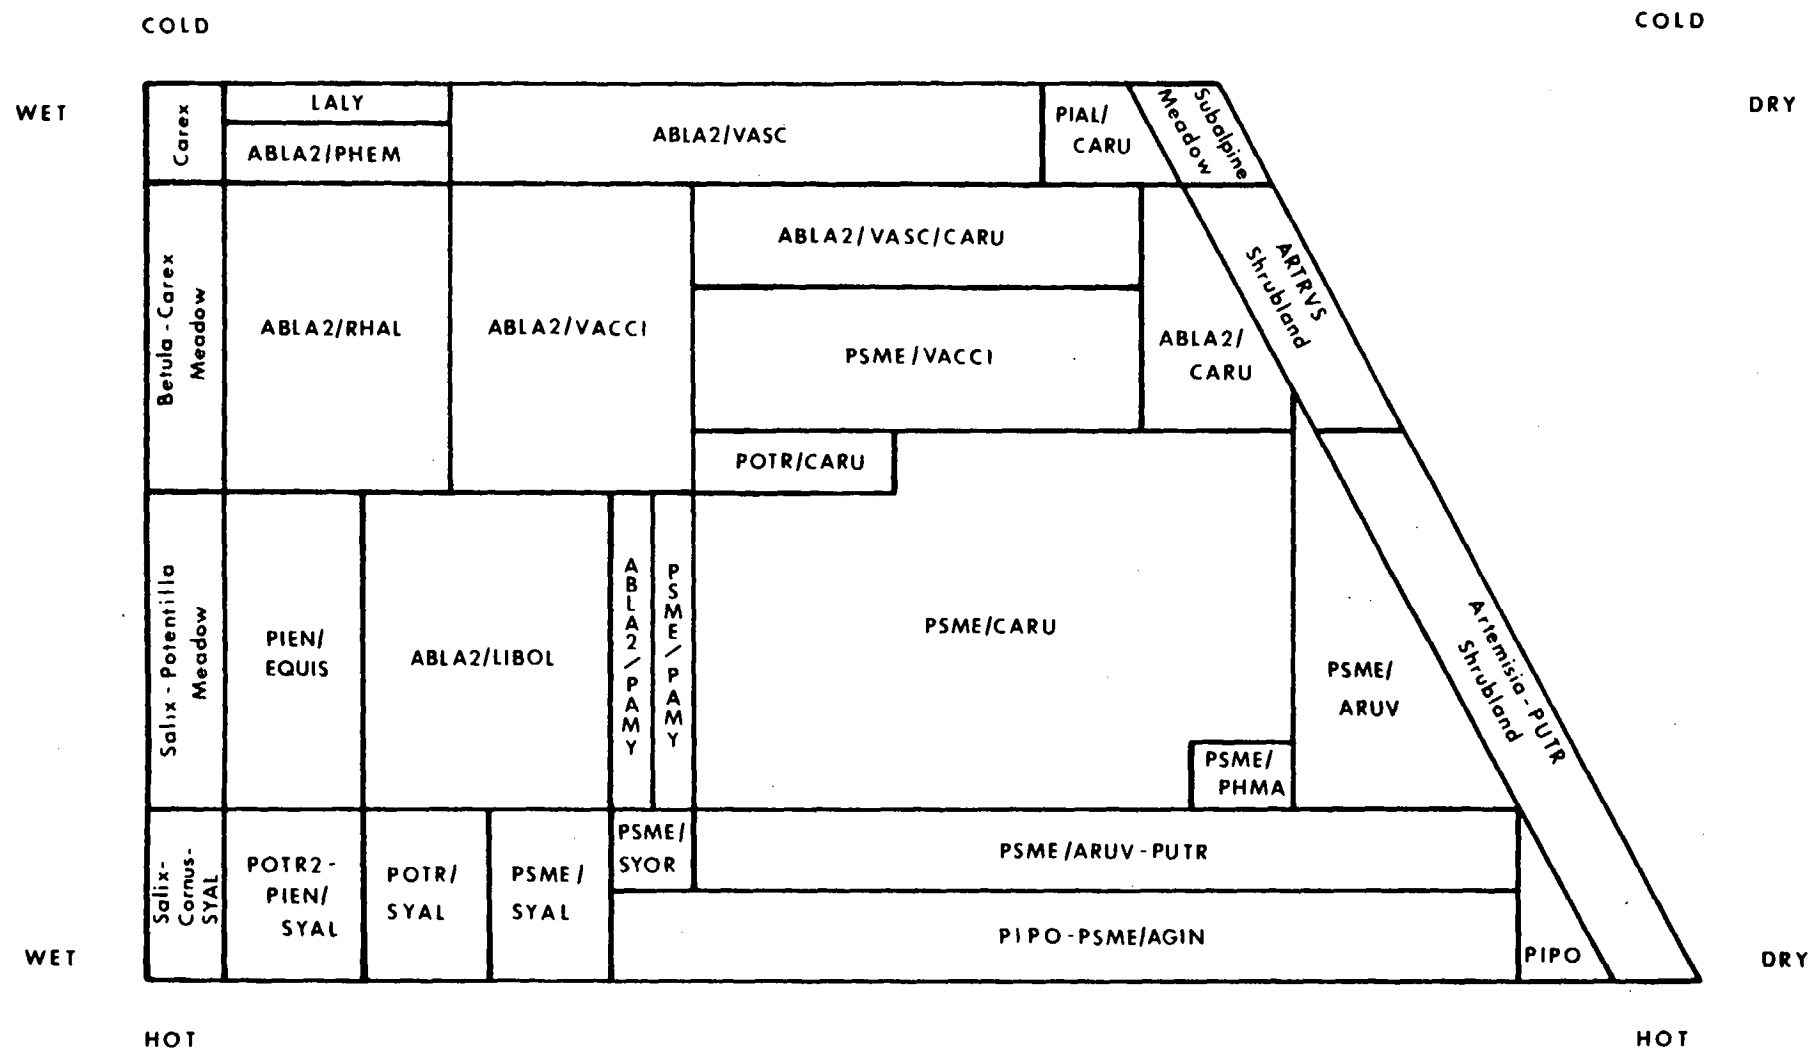 COLD
COLD
WET
DRY
Carex
LALY
ABLA2/PHEM
ABLA2/VASC
PIAL/
CARU
Subalpine
Meadow
Betula - Carex
Meadow
ABLA2/RHAL
ABLA2/VACCI
ABLA2/VASC/CARU
PSME/VACCI
ABLA2/
CARU
ARTRVS
Shrubland
POTR/CARU
Salix - Potentilla
Meadow
PIEN/
EQUIS
ABLA2/LIBOL
ABLA2/PAMY
PSME/PAMY
PSME/CARU
PSME/
PHMA
PSME/
ARUV
Artemisia - PUTR
Shrubland
Salix-
Cornus-
SYAL
POTR2 -
PIEN/
SYAL
POTR/
SYAL
PSME/
SYAL
PSME/
SYOR
PSME/ARUV-PUTR
PIPO-PSME/AGIN
PIPO
WET
DRY
HOT
HOT